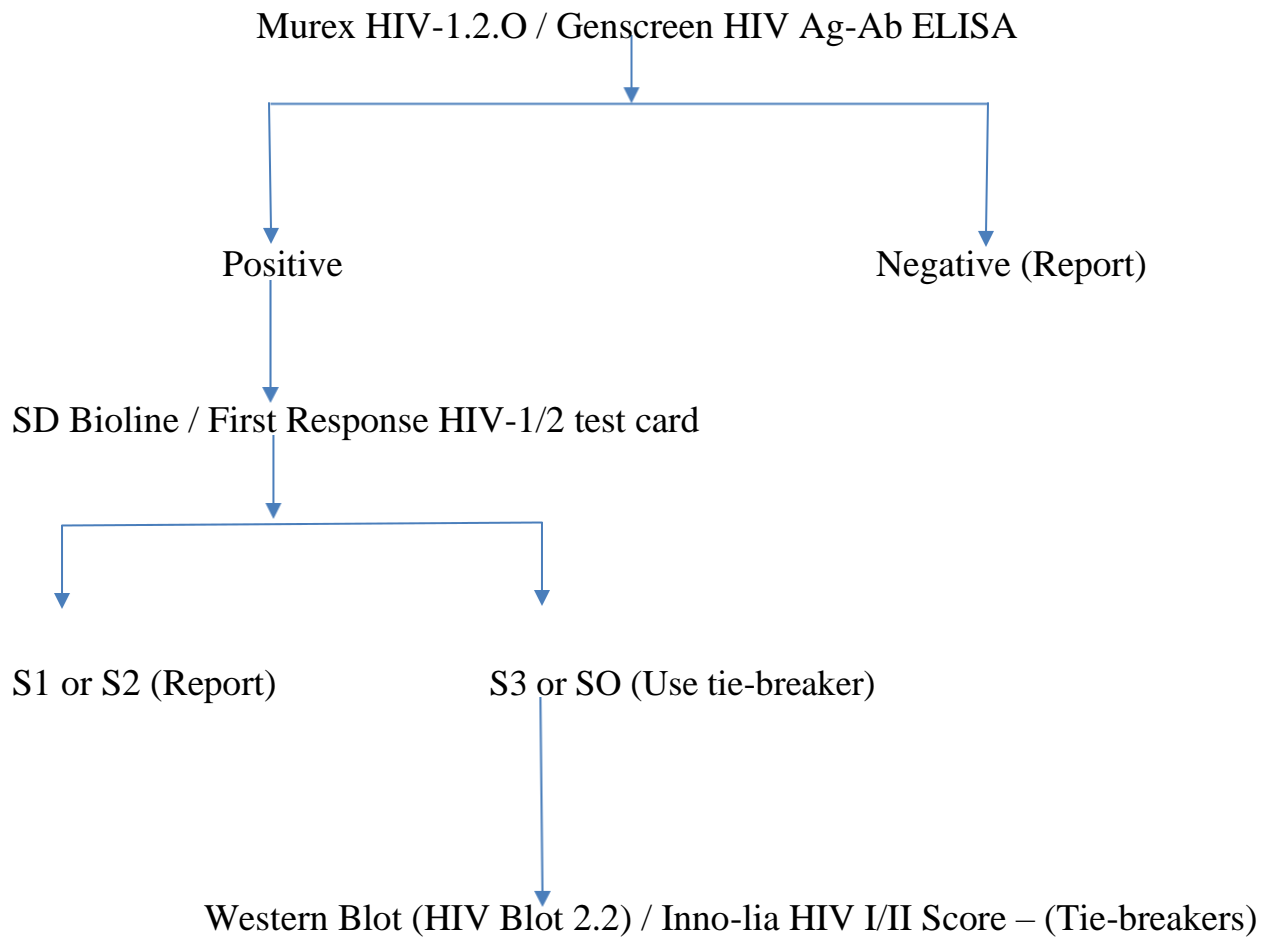 Murex HIV-1.2.O / Genscreen HIV Ag-Ab ELISA
Positive
Negative (Report)
SD Bioline / First Response HIV-1/2 test card
S1 or S2 (Report)
S3 or SO (Use tie-breaker)
Western Blot (HIV Blot 2.2) / Inno-lia HIV I/II Score – (Tie-breakers)